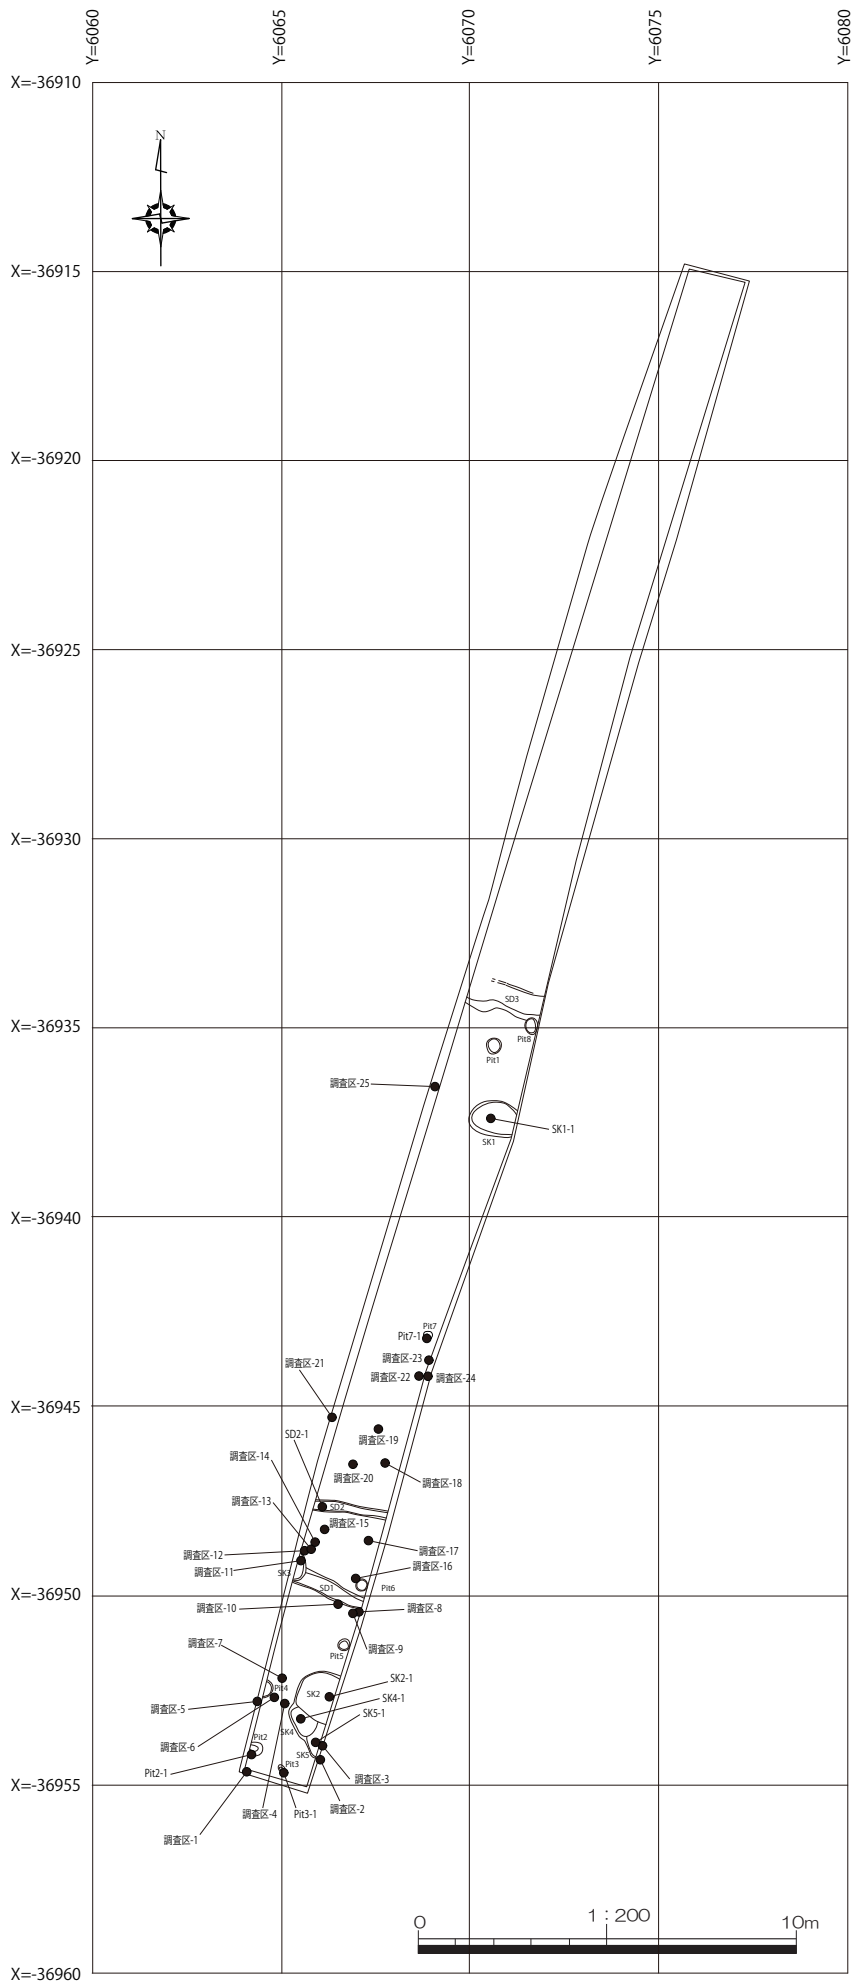 Y=6060
Y=6065
Y=6070
Y=6075
Y=6080
X=-36910
N
X=-36915
X=-36920
X=-36925
X=-36930
SD3
X=-36935
Pit8
Pit1
調査区-25
SK1-1
SK1
X=-36940
Pit7
Pit7-1
調査区-23
調査区-21
調査区-22
調査区-24
X=-36945
SD2-1
調査区-19
調査区-14
調査区-20
調査区-18
調査区-13
SD2
調査区-15
調査区-12
調査区-17
調査区-11
SK3
調査区-16
SD1
Pit6
X=-36950
調査区-10
調査区-8
調査区-7
調査区-9
Pit5
SK2-1
Pit4
SK2
SK4-1
調査区-5
SK5-1
SK4
Pit2
調査区-6
SK5
Pit3
Pit2-1
調査区-3
X=-36955
調査区-4
Pit3-1
調査区-2
調査区-1
1：200
0
10m
X=-36960